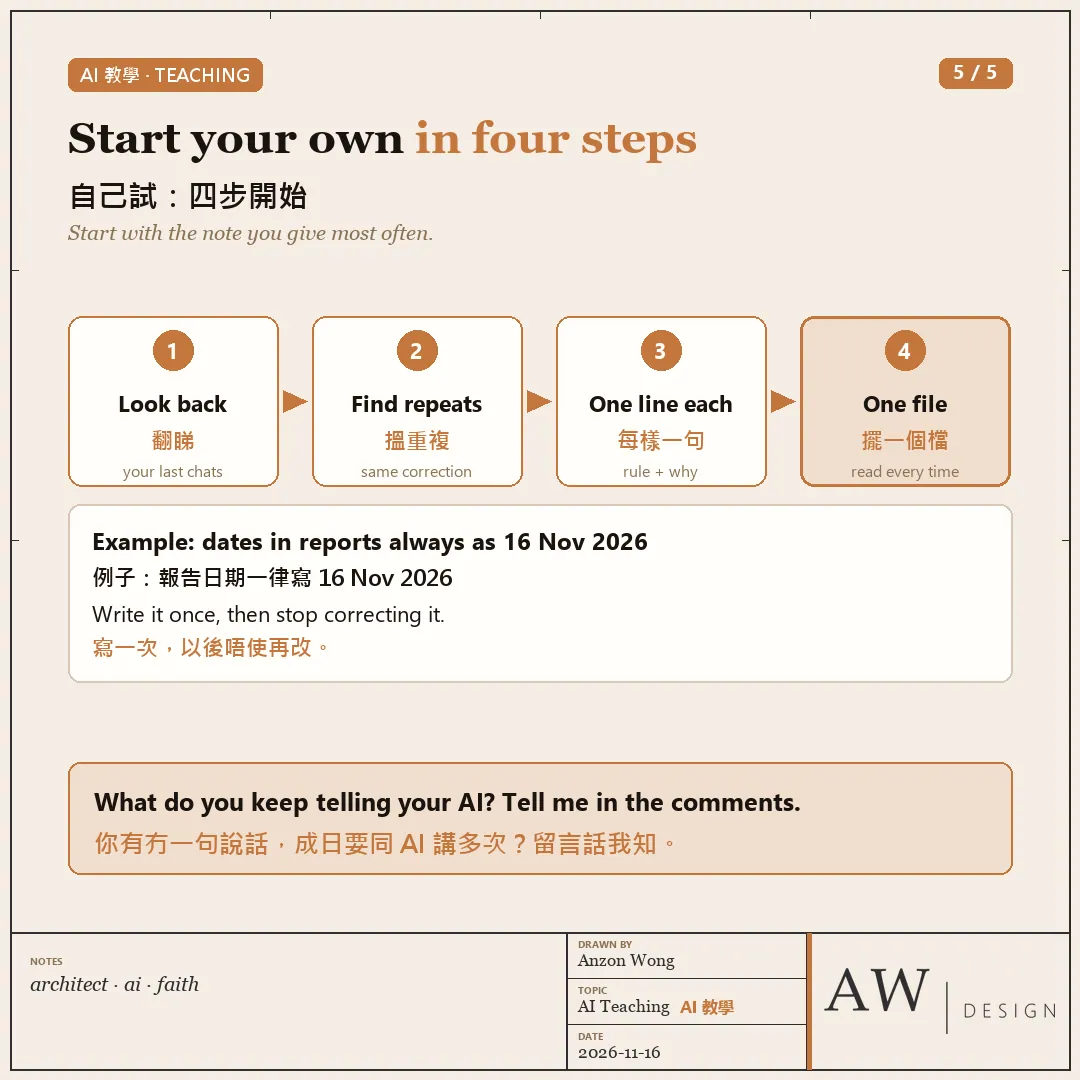 AI 教學 · TEACHING
5 / 5
Start your own in four steps
自己試：四步開始
Start with the note you give most often.
1
Look back
翻睇
your last chats
2
Find repeats
搵重複
same correction
3
One line each
每樣一句
rule + why
4
One file
擺一個檔
read every time
Example: dates in reports always as 16 Nov 2026
例子：報告日期一律寫 16 Nov 2026
Write it once, then stop correcting it.
寫一次，以後唔使再改。
What do you keep telling your AI? Tell me in the comments.
你有冇一句說話，成日要同 AI 講多次？留言話我知。
NOTES
architect · ai · faith
DRAWN BY
Anzon Wong
TOPIC
AI Teaching AI 教學
DATE
2026-11-16
AW DESIGN